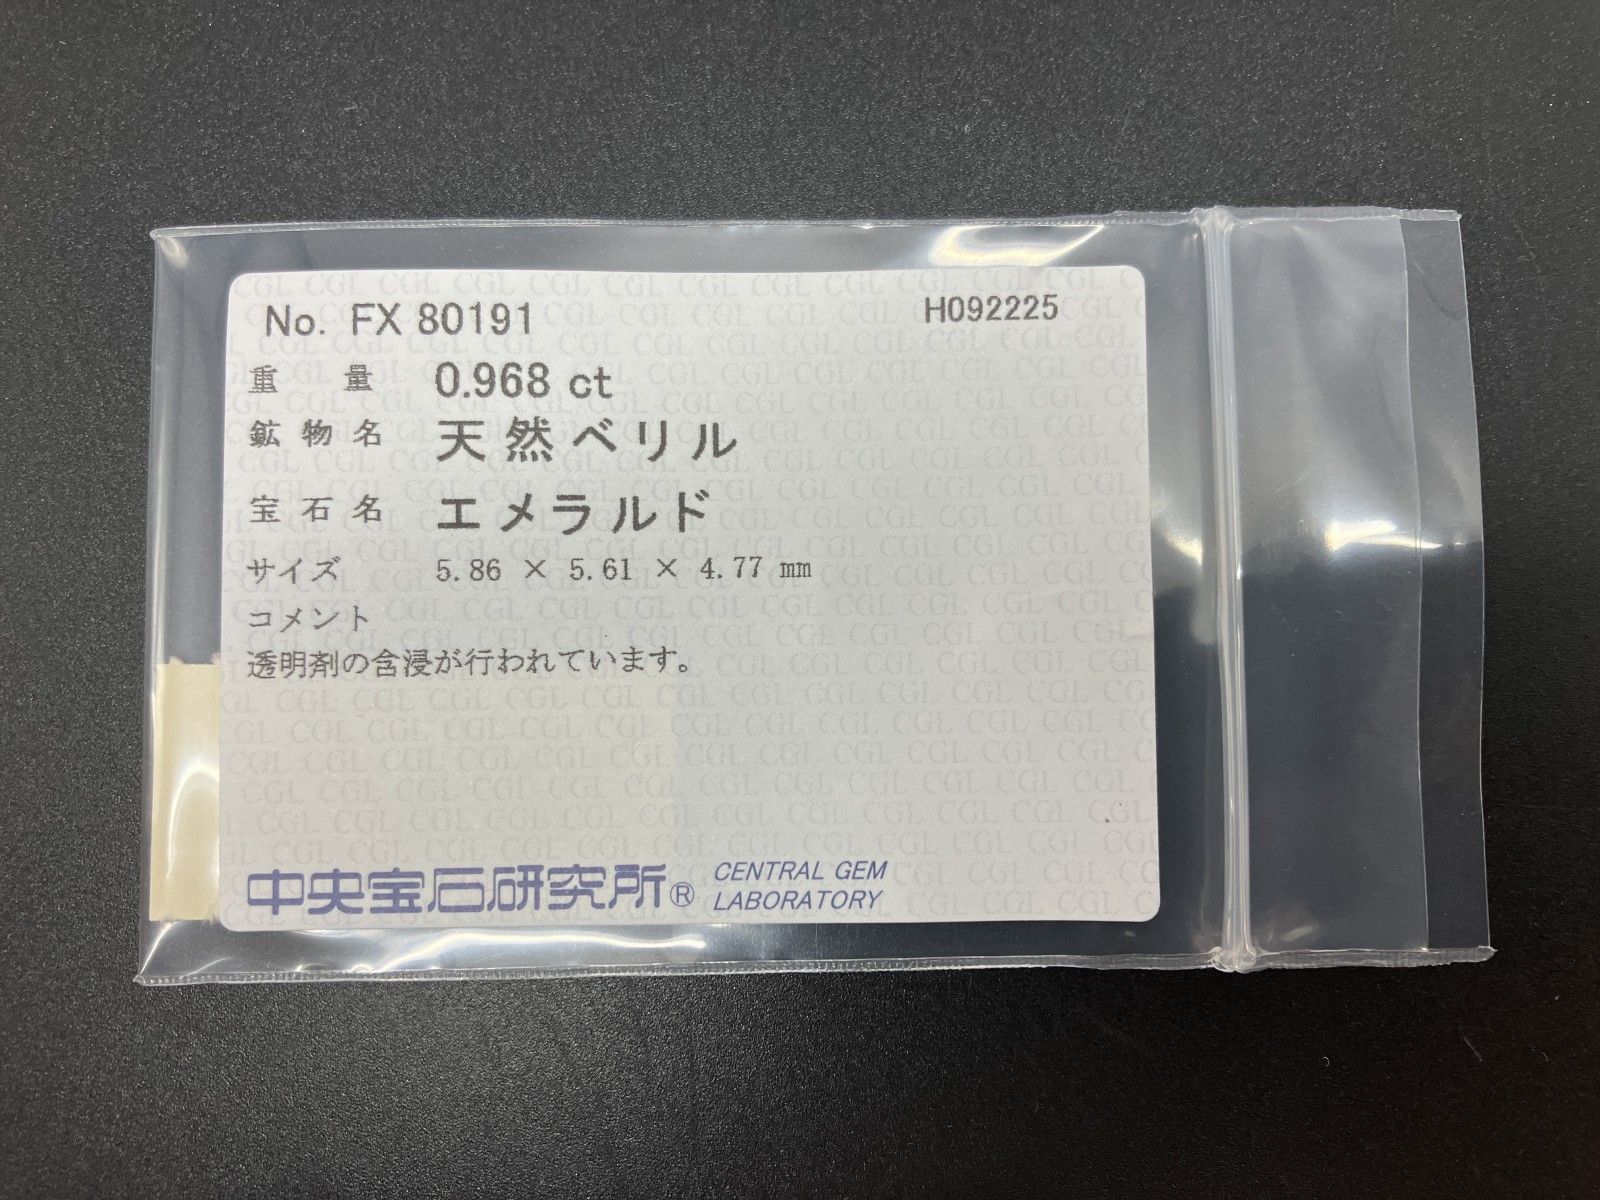 No. FX 80191 H092225
重量 0.968 ct
鉱物名 天然ベリル
宝石名 エメラルド
サイズ 5.86 × 5.61 × 4.77 mm
コメント
透明剤の含浸が行われています。
中央宝石研究所® CENTRAL GEM
LABORATORY